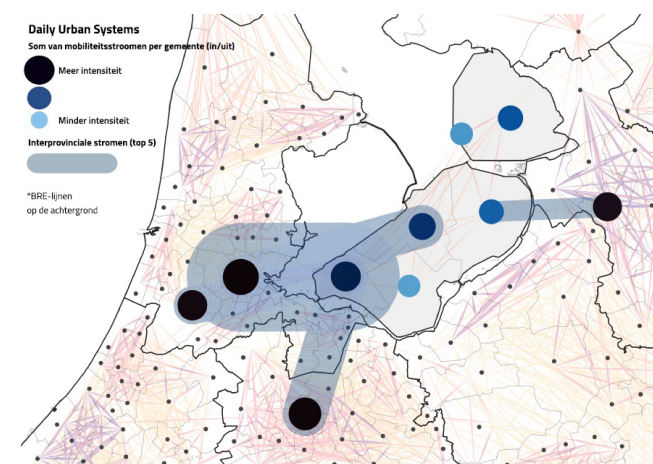 Daily Urban Systems
Som van mobiliteitsstroomen per gemeente (in/uit)
Meer intensiteit
Minder intensiteit
Interprovinciale stromen (top 5)
*BRE-lijnen
op de achtergrond